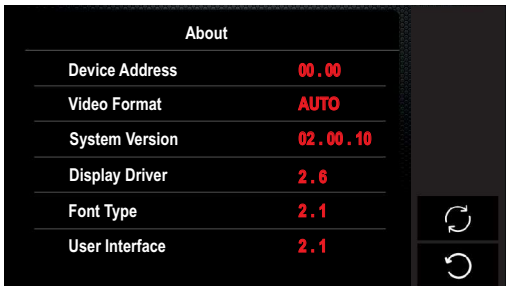 About
Device Address 00.00
Video Format AUTO
System Version 02.00.10
Display Driver 2.6
Font Type 2.1
User Interface 2.1